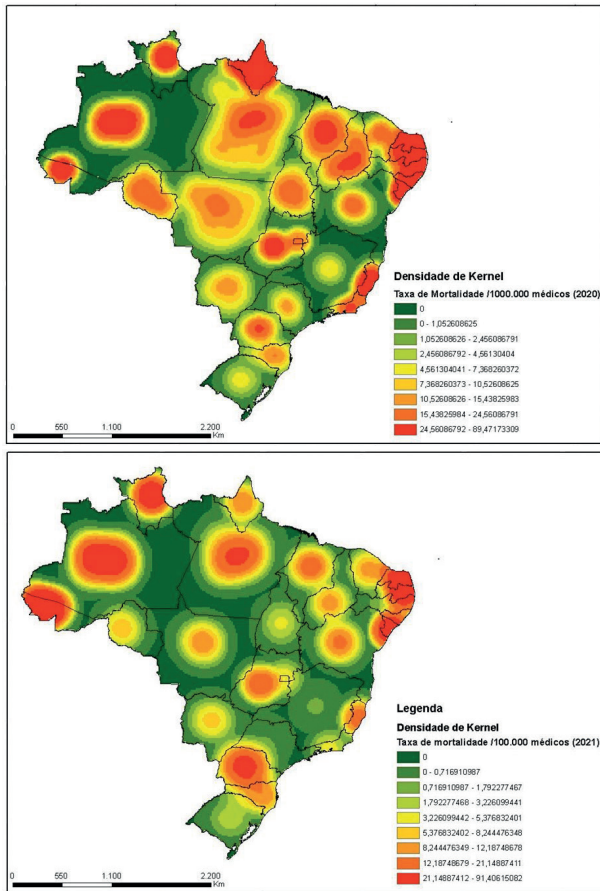 Densidade de Kernel
Taxa de Mortalidade /1000.000 médicos (2020)
0
0 - 1,052608625
1,052608626 - 2,456086791
2,456086792 - 4,56130404
4,561304041 - 7,368260372
7,368260373 - 10,52608625
10,52608626 - 15,43825983
15,43825984 - 24,56086791
24,56086792 - 89,47173309
0 550 1.100 2.200
Km
Legenda
Densidade de Kernel
Taxa de mortalidade /100.000 médicos (2021)
0
0 - 0,716910987
0,716910987 - 1,792277467
1,792277468 - 3,226099441
3,226099442 - 5,376832401
5,376832402 - 8,244476348
8,244476349 - 12,18748678
12,18748679 - 21,14887411
21,14887412 - 91,40615082
0 550 1.100 2.200
Km